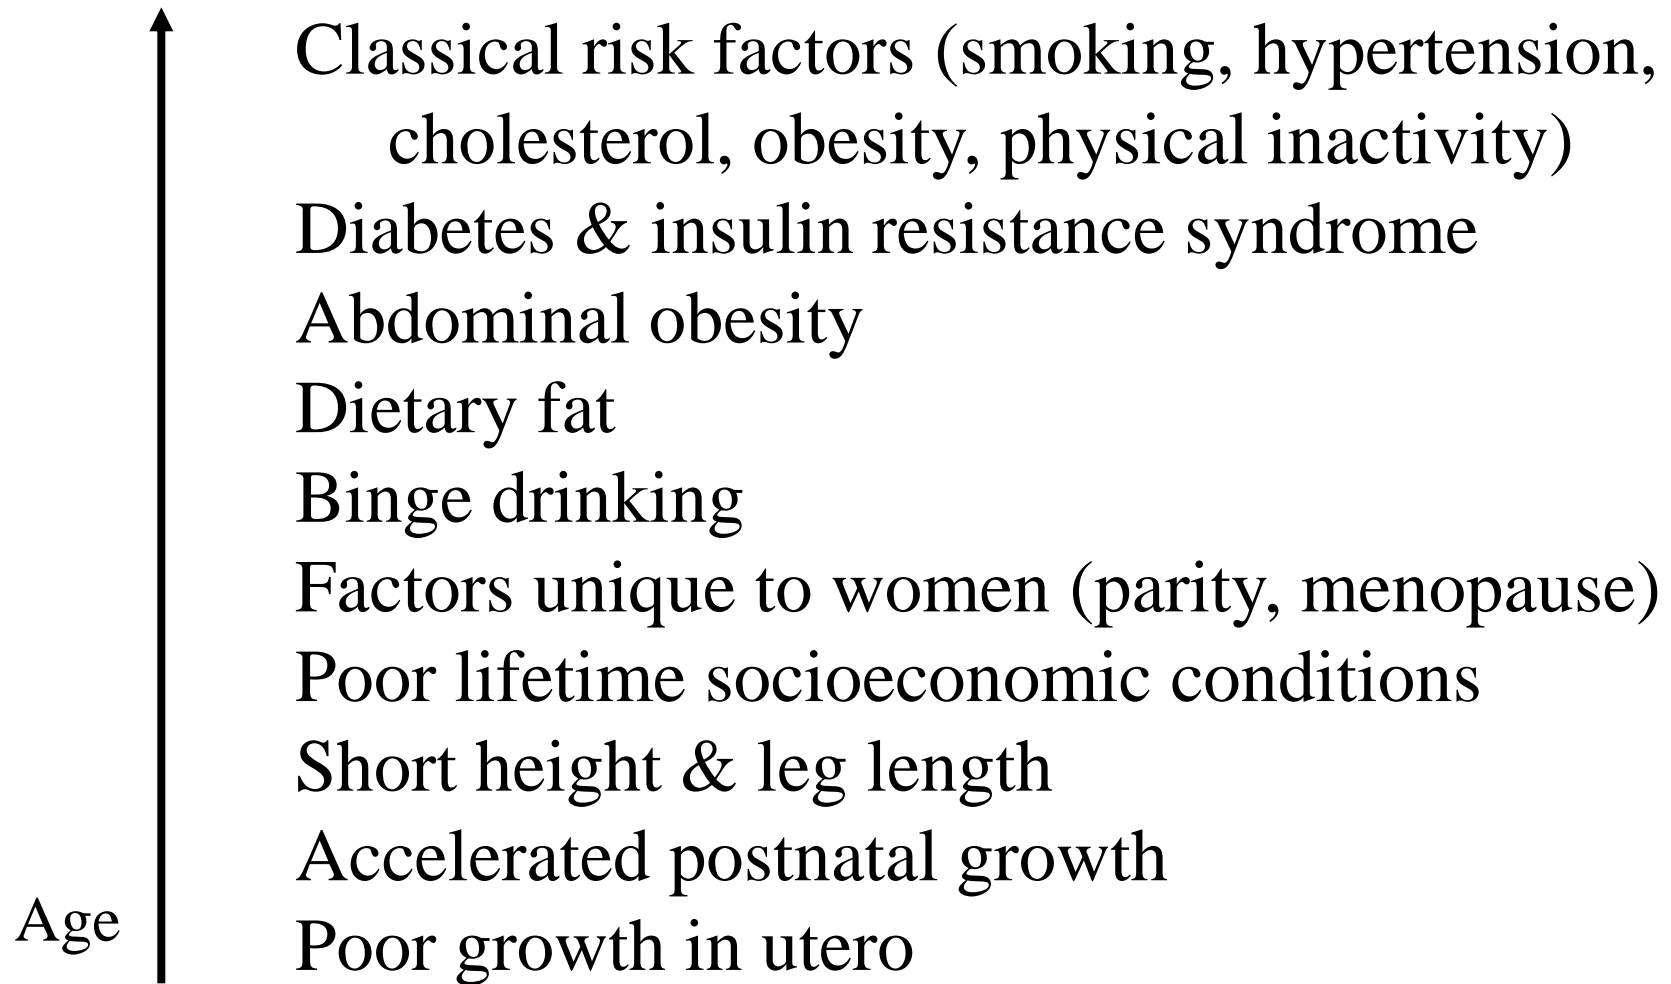 Classical risk factors (smoking, hypertension,
cholesterol, obesity, physical inactivity)
Diabetes & insulin resistance syndrome
Abdominal obesity
Dietary fat
Binge drinking
Factors unique to women (parity, menopause)
Poor lifetime socioeconomic conditions
Short height & leg length
Accelerated postnatal growth
Age
Poor growth in utero